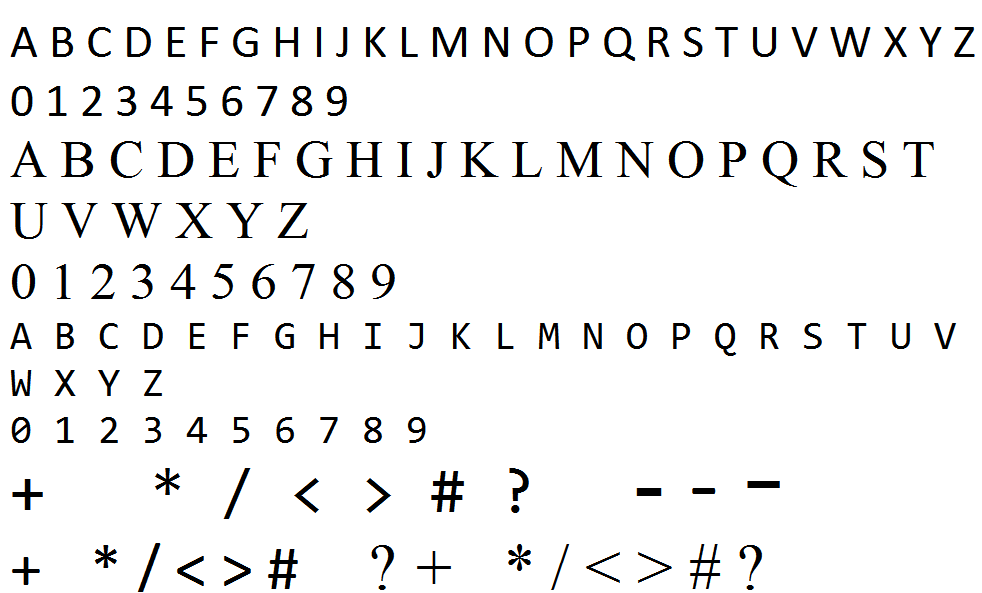 A B C D E F G H I J K L M N O P Q R S T U V W X Y Z
0 1 2 3 4 5 6 7 8 9
A B C D E F G H I J K L M N O P Q R S T
U V W X Y Z
0 1 2 3 4 5 6 7 8 9
A B C D E F G H I J K L M N O P Q R S T U V
W X Y Z
0 1 2 3 4 5 6 7 8 9
+ * / < > # ? - - -
+ * / < > # ? + * / < > # ?